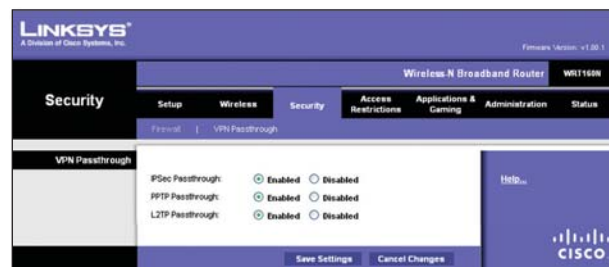 LINKSYS®
A Division of Cisco Systems, Inc.
Firmware Version: v1.00.1
Wireless-N Broadband Router WRT160N
Security
Setup Wireless Security Access Restrictions Applications & Gaming Administration Status
Firewall | VPN Passthrough
VPN Passthrough
IPSec Passthrough: Enabled Disabled
PPTP Passthrough: Enabled Disabled
L2TP Passthrough: Enabled Disabled
Help...
Save Settings Cancel Changes
CISCO